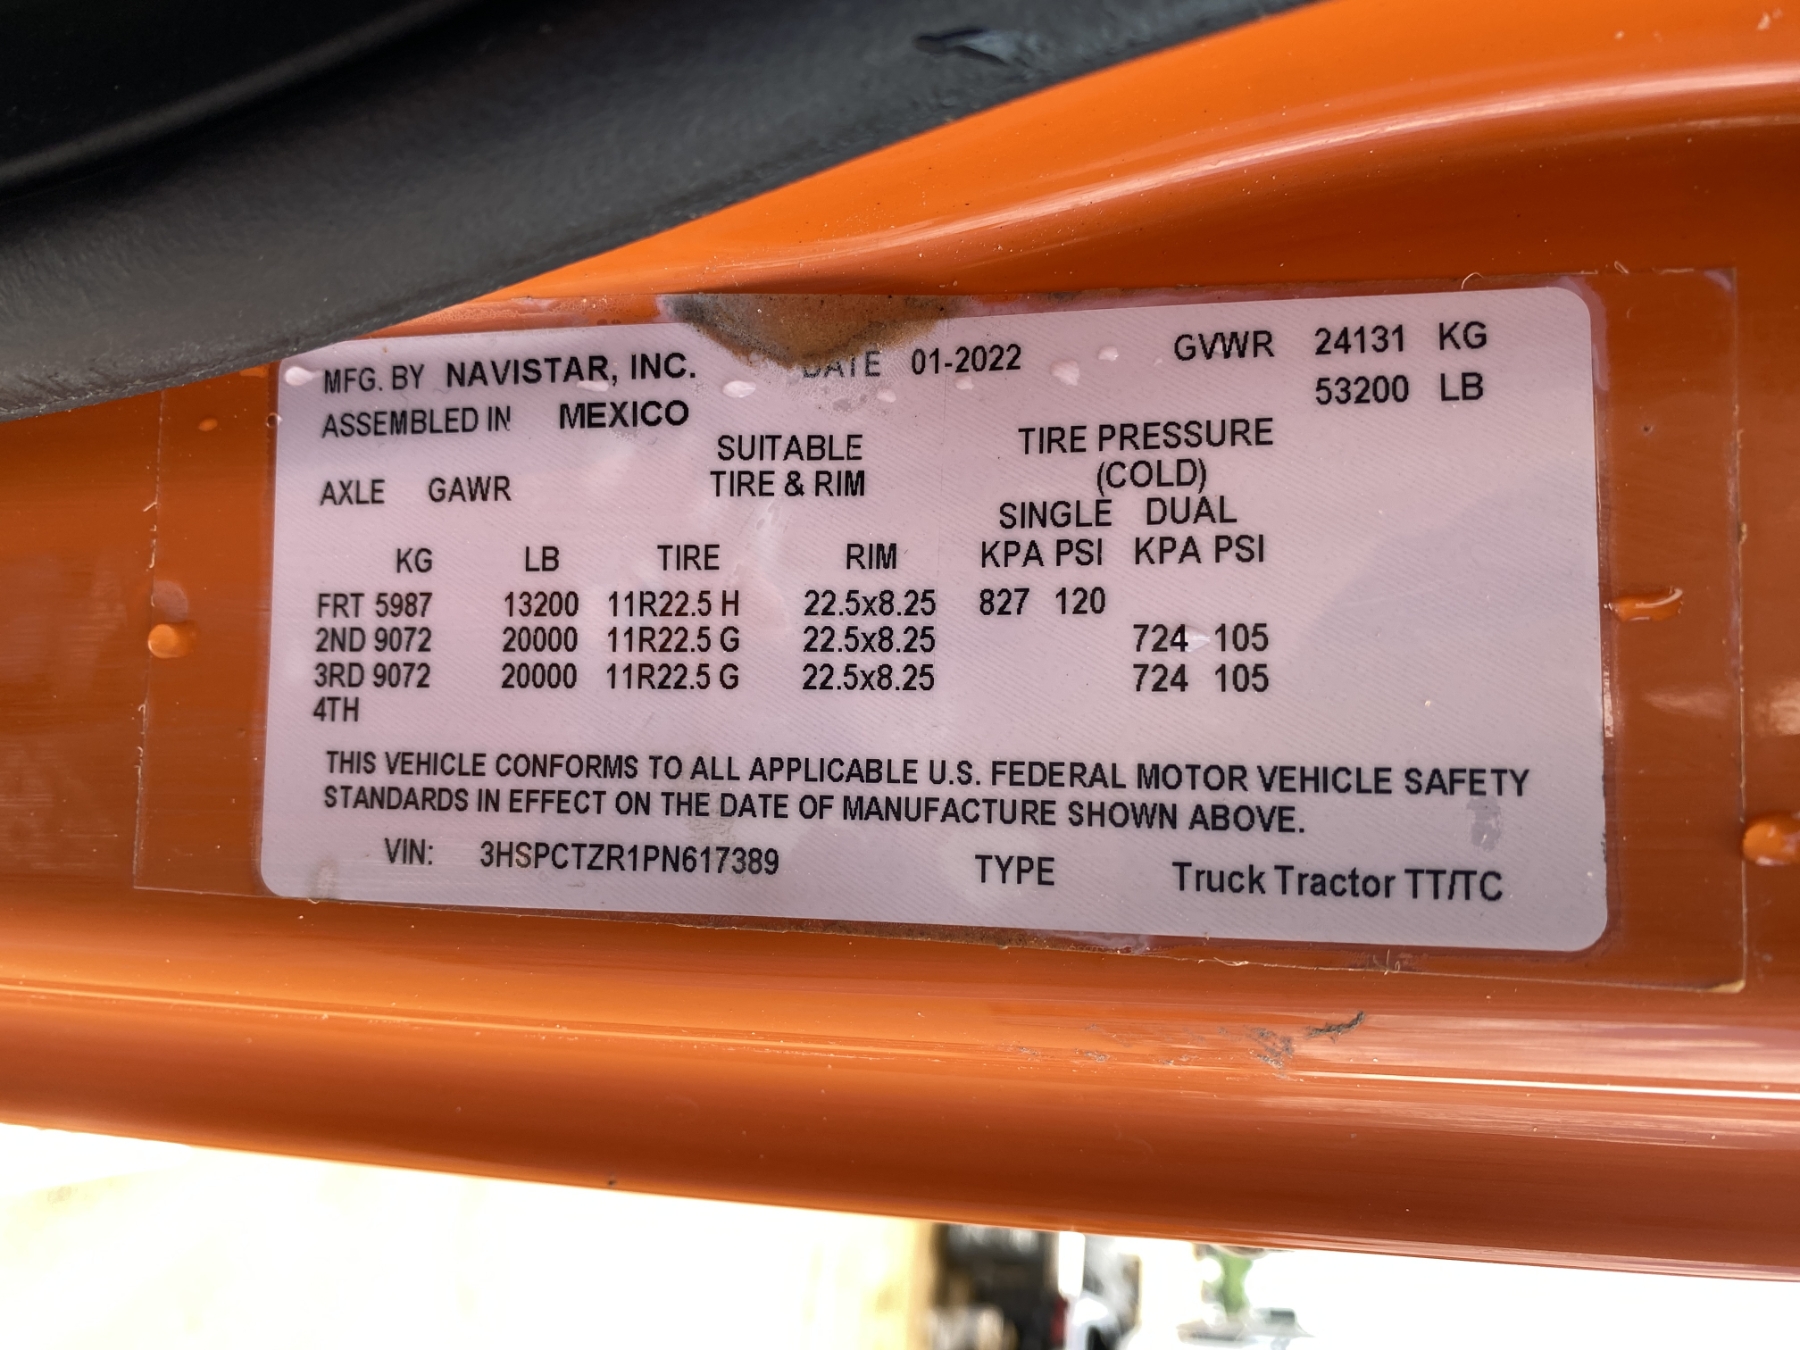 MFG. BY NAVISTAR, INC. DATE 01-2022 GVWR 24131 KG
ASSEMBLED IN MEXICO 53200 LB
SUITABLE TIRE PRESSURE
AXLE GAWR TIRE & RIM (COLD)
SINGLE DUAL
KG LB TIRE RIM KPA PSI KPA PSI
FRT 5987 13200 11R22.5 H 22.5x8.25 827 120
2ND 9072 20000 11R22.5 G 22.5x8.25 724 105
3RD 9072 20000 11R22.5 G 22.5x8.25 724 105
4TH
THIS VEHICLE CONFORMS TO ALL APPLICABLE U.S. FEDERAL MOTOR VEHICLE SAFETY
STANDARDS IN EFFECT ON THE DATE OF MANUFACTURE SHOWN ABOVE.
VIN: 3HSPCTZR1PN617389 TYPE Truck Tractor TT/TC